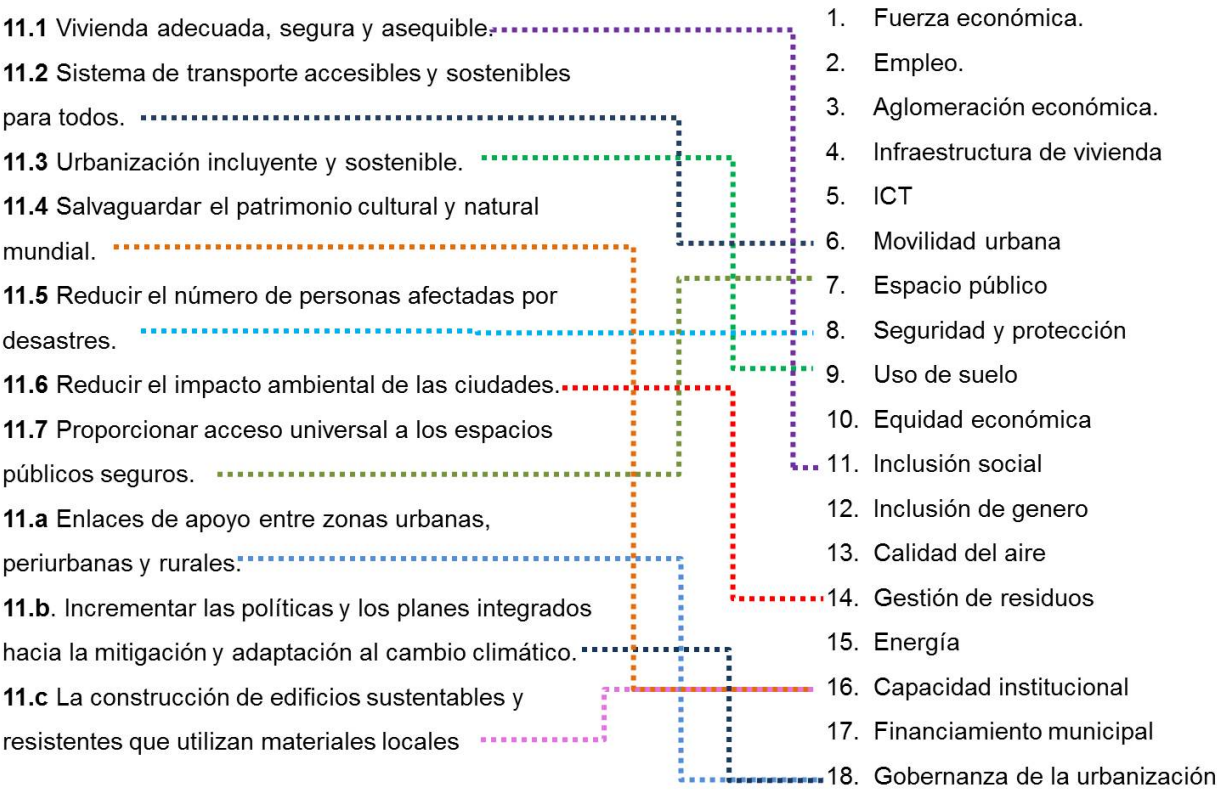 11.1 Vivienda adecuada, segura y asequible.
11.2 Sistema de transporte accesibles y sostenibles
para todos.
11.3 Urbanización incluyente y sostenible.
11.4 Salvaguardar el patrimonio cultural y natural
mundial.
11.5 Reducir el número de personas afectadas por
desastres.
11.6 Reducir el impacto ambiental de las ciudades.
11.7 Proporcionar acceso universal a los espacios
públicos seguros.
11.a Enlaces de apoyo entre zonas urbanas,
periurbanas y rurales.
11.b. Incrementar las políticas y los planes integrados
hacia la mitigación y adaptación al cambio climático.
11.c La construcción de edificios sustentables y
resistentes que utilizan materiales locales
1. Fuerza económica.
2. Empleo.
3. Aglomeración económica.
4. Infraestructura de vivienda
5. ICT
6. Movilidad urbana
7. Espacio público
8. Seguridad y protección
9. Uso de suelo
10. Equidad económica
11. Inclusión social
12. Inclusión de genero
13. Calidad del aire
14. Gestión de residuos
15. Energía
16. Capacidad institucional
17. Financiamiento municipal
18. Gobernanza de la urbanización